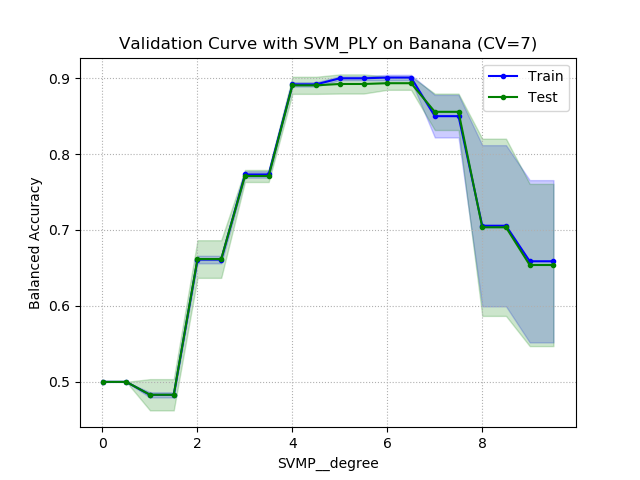 Validation Curve with SVM_PLY on Banana (CV=7)
Train
Test
Balanced Accuracy
0.9
0.8
0.7
0.6
0.5
0 2 4 6 8
SVMP__degree